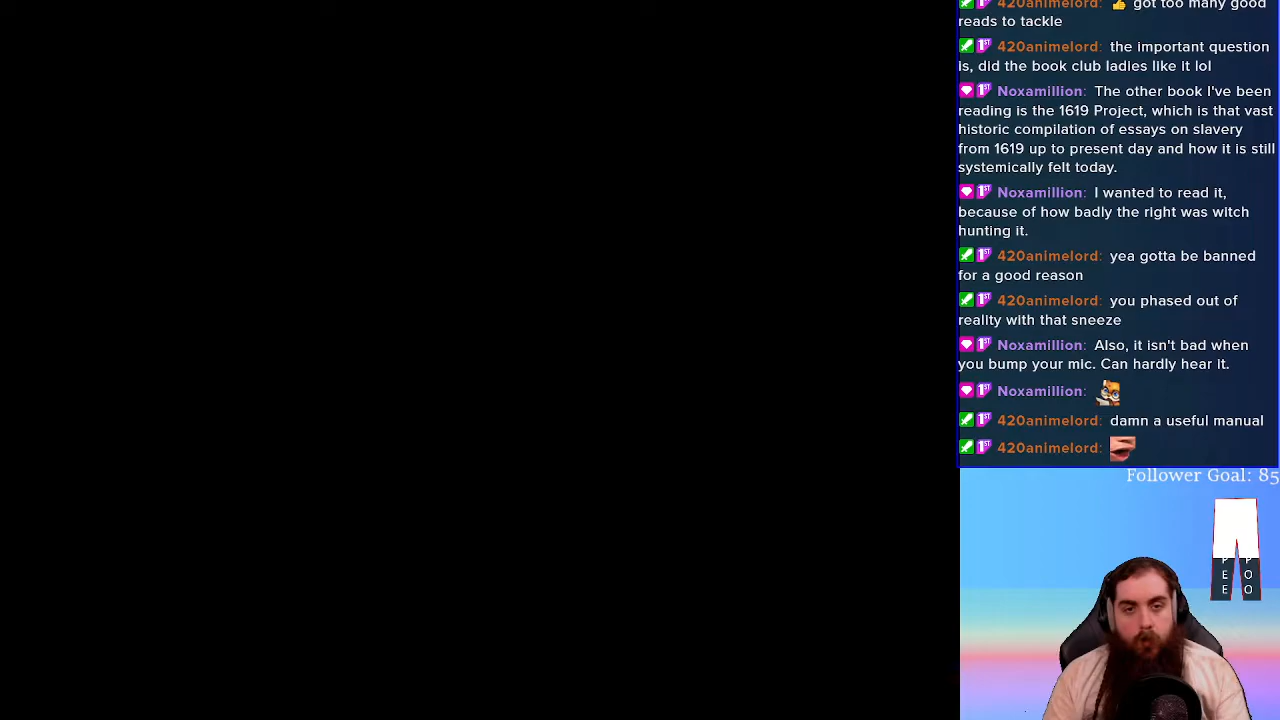 420animelord: 👍 got too many good
reads to tackle
420animelord: the important question
is, did the book club ladies like it lol
Noxamillion: The other book I've been
reading is the 1619 Project, which is that vast
historic compilation of essays on slavery
from 1619 up to present day and how it is still
systemically felt today.
Noxamillion: I wanted to read it,
because of how badly the right was witch
hunting it.
420animelord: yea gotta be banned
for a good reason
420animelord: you phased out of
reality with that sneeze
Noxamillion: Also, it isn't bad when
you bump your mic. Can hardly hear it.
Noxamillion:
420animelord: damn a useful manual
420animelord:
Follower Goal: 85
P P
E O
E O